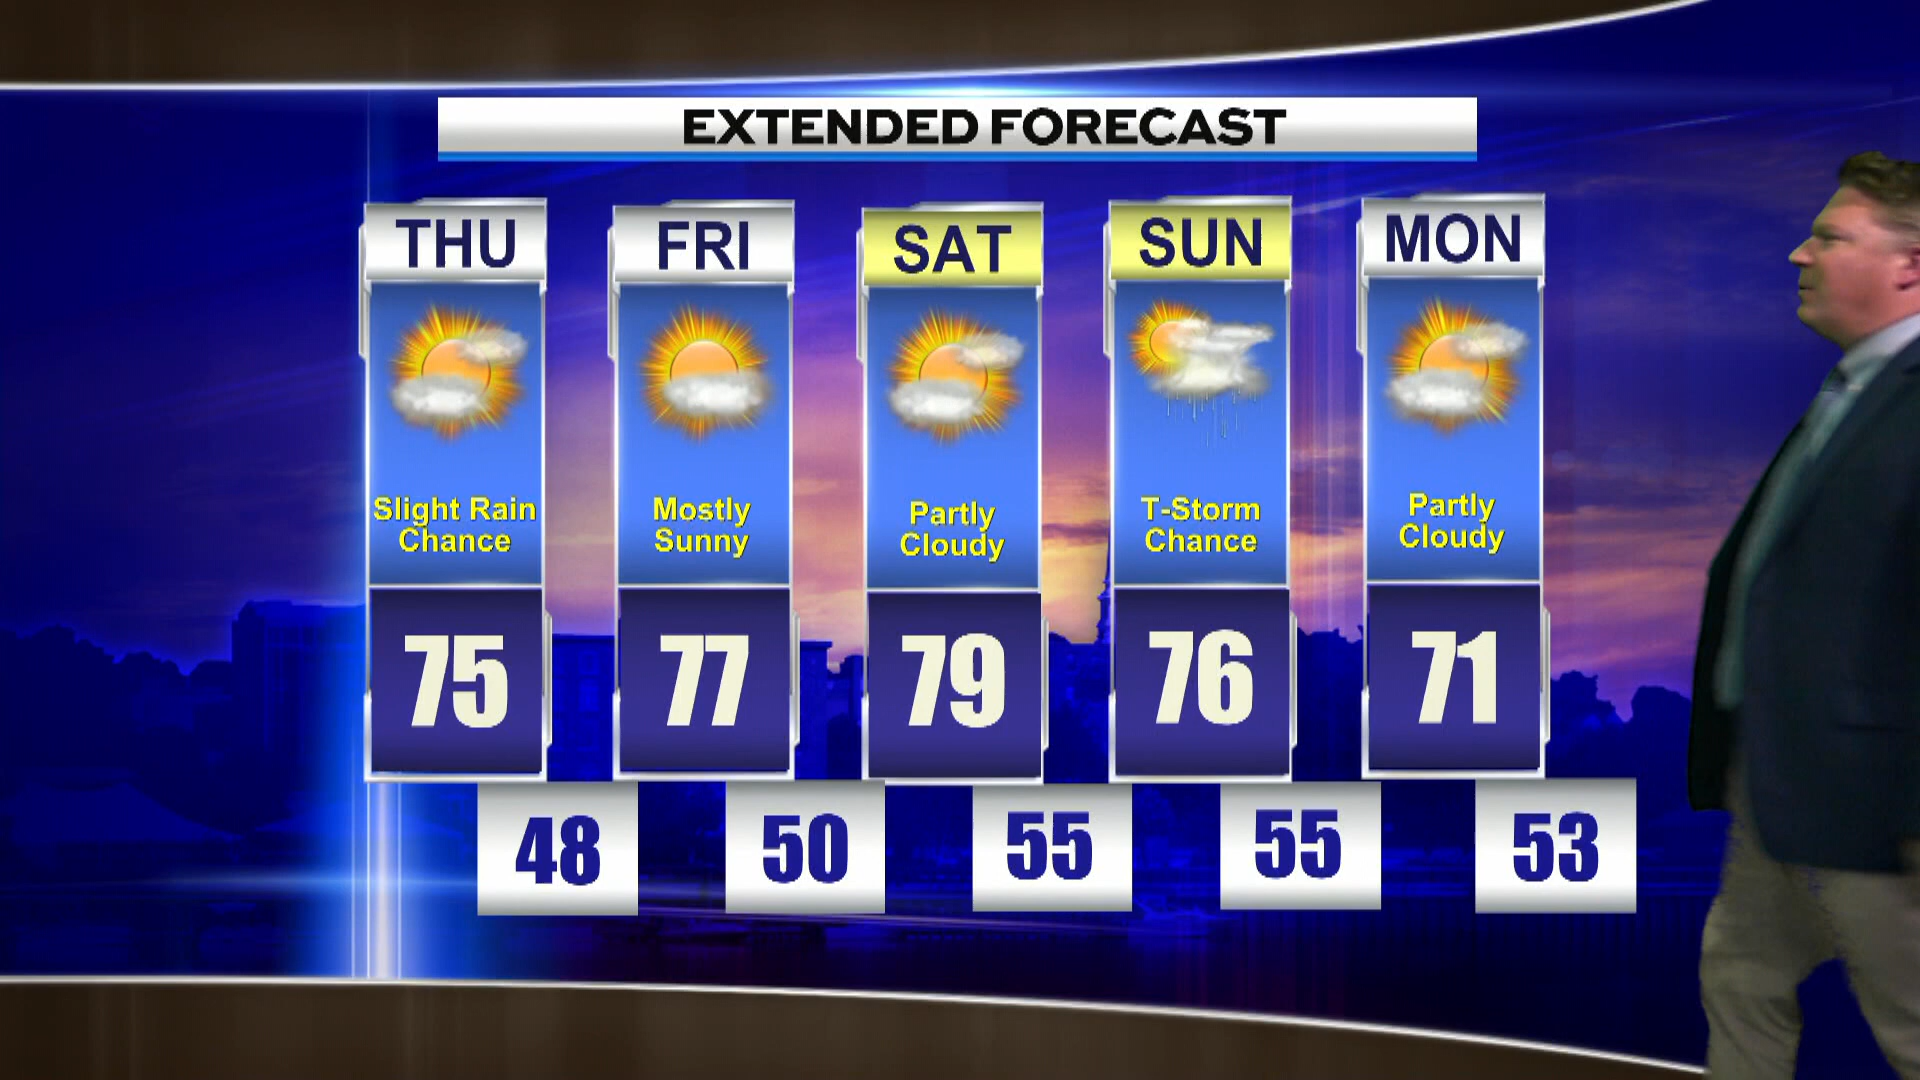 EXTENDED FORECAST
THU
FRI
SAT
SUN
MON
Slight Rain
Chance
Mostly
Sunny
Partly
Cloudy
T-Storm
Chance
Partly
Cloudy
75
77
79
76
71
48
50
55
55
53